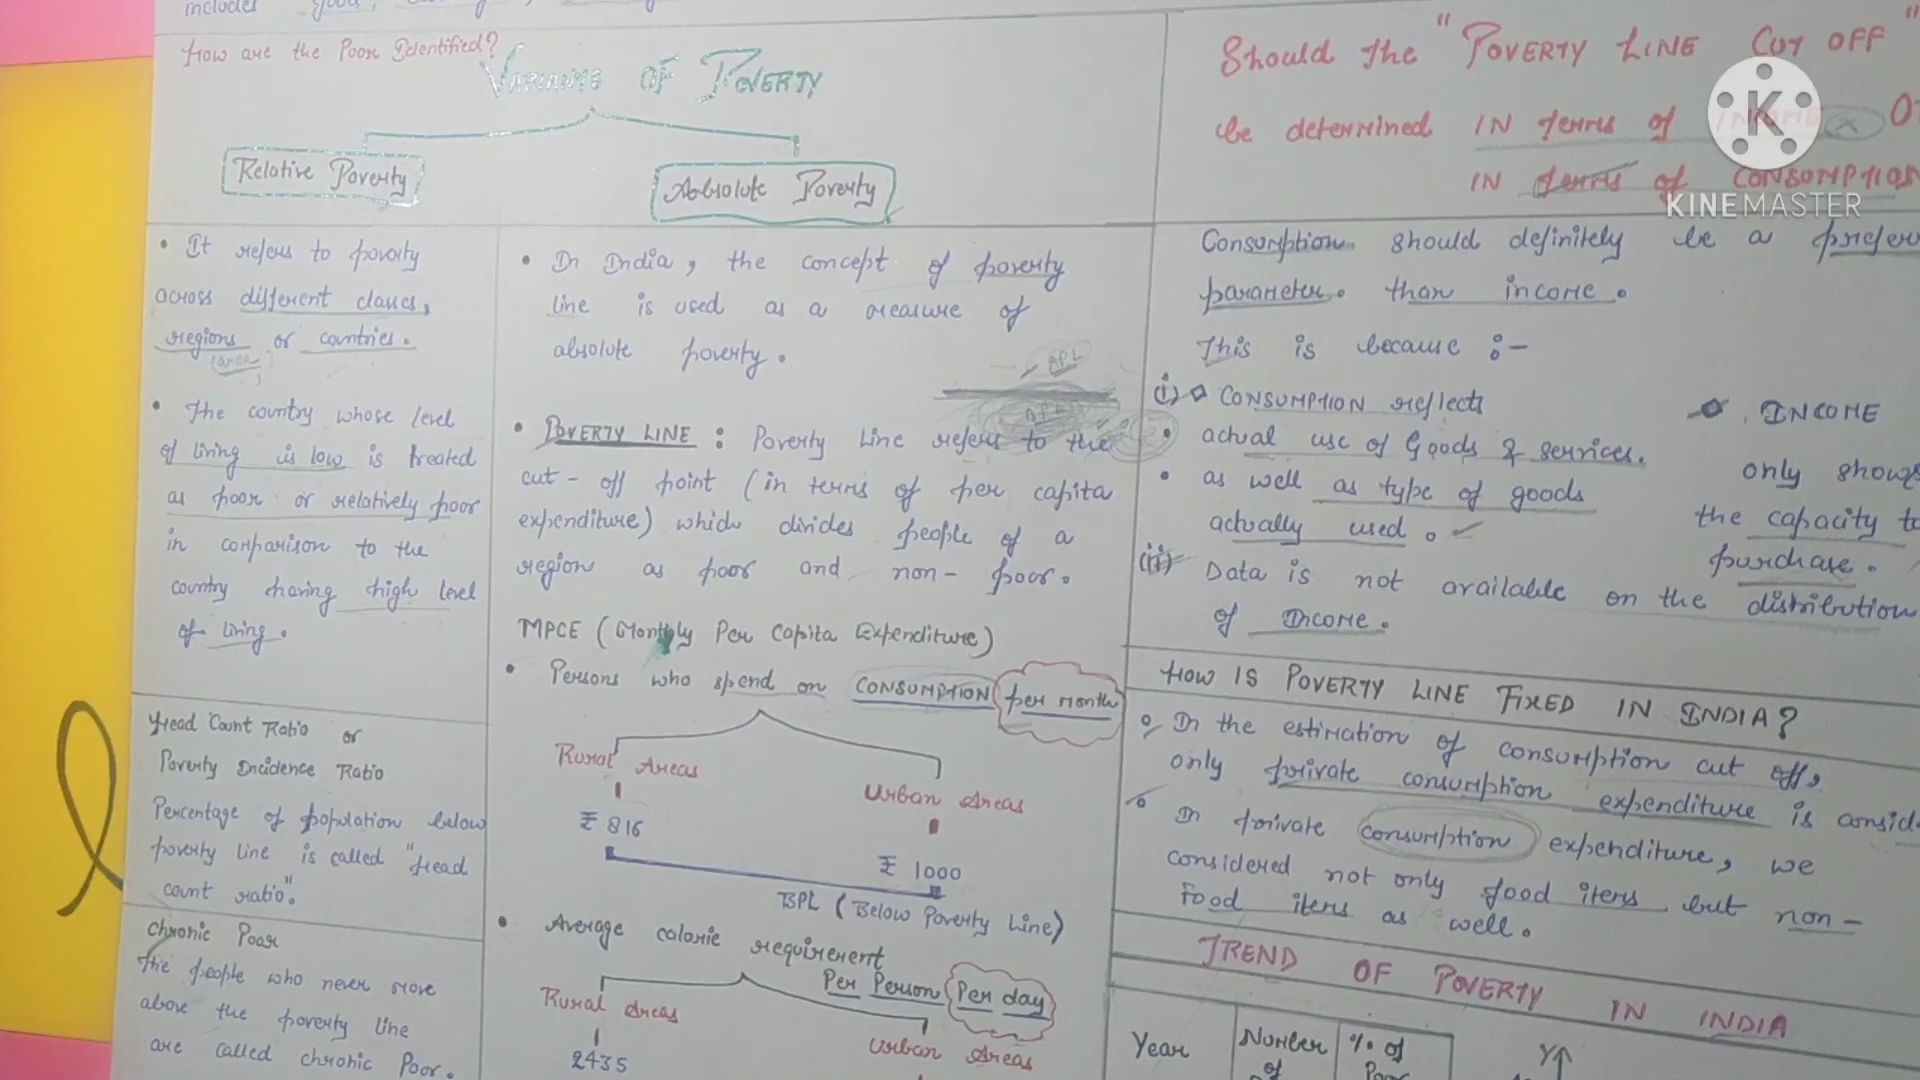 includes
How are the Poor Identified?
VARIANTS OF POVERTY
Relative Poverty
Absolute Poverty
• It refers to poverty
across different classes,
regions or countries.
(area)
• The country whose level
of living is low is treated
as poor or relatively poor
in comparison to the
country having high level
of living.
Head Count Ratio or
Poverty Incidence Ratio
Percentage of population below
poverty line is called "Head
count ratio".
Chronic Poor
The people who never move
above the poverty line
are called chronic Poor.
• In India, the concept of poverty
line is used as a measure of
absolute poverty.
APL
BPL
• POVERTY LINE : Poverty Line refers to the
cut-off point (in terms of per capita
expenditure) which divides people of a
region as poor and non-poor.
MPCE (Monthly Per Capita Expenditure)
• Persons who spend on CONSUMPTION per month
Rural Areas
Urban Areas
₹ 816
₹ 1000
BPL (Below Poverty Line)
• Average calorie requirement
Per Person Per day
Rural Areas
Urban Areas
2435
Should the "POVERTY LINE CUT OFF"
be determined IN terms of
IN terms of CONSUMPTION
K
KINEMASTER
Consumption should definitely be a prefer
parameter. than income.
This is because :-
(i) CONSUMPTION reflects
• actual use of Goods & services.
• as well as type of goods
actually used.
INCOME
only shows
the capacity to
purchase.
(ii) Data is not available on the distribution
of Income.
HOW IS POVERTY LINE FIXED IN INDIA?
In the estimation of consumption cut off,
only private consumption expenditure is consid
In private consumption expenditure, we
considered not only food items but non-
Food items as well.
TREND OF POVERTY IN INDIA
Year
Number
of
% of
Poor
Y